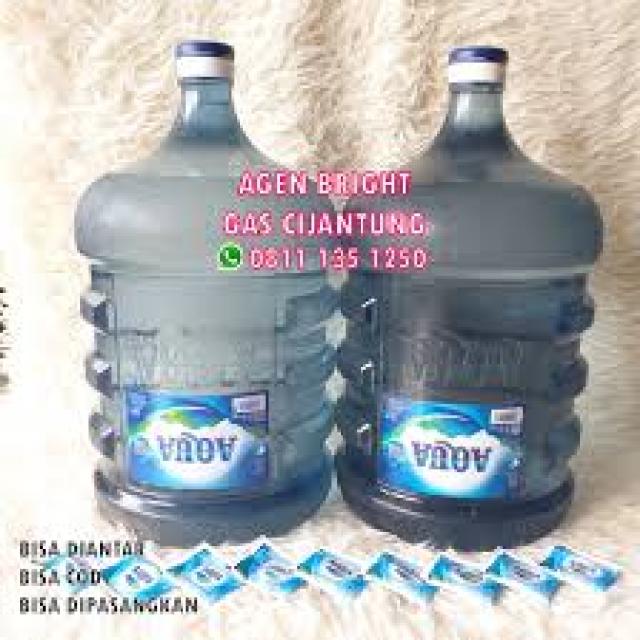 AGEN BRIGHT
GAS CIJANTUNG
0811 135 1250
AQUA
AQUA
BISA DIANTAR
BISA COD
BISA DIPASANGKAN